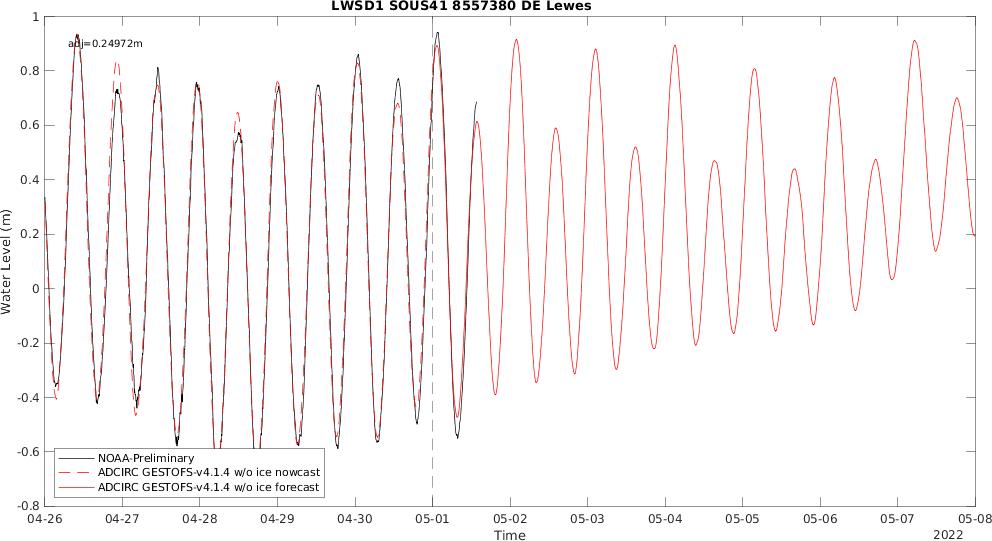 LWSD1 SOUS41 8557380 DE Lewes
adj=0.24972m
Water Level (m)
1
0.8
0.6
0.4
0.2
0
-0.2
-0.4
-0.6
-0.8
NOAA-Preliminary
ADCIRC GESTOFS-v4.1.4 w/o ice nowcast
ADCIRC GESTOFS-v4.1.4 w/o ice forecast
04-26 04-27 04-28 04-29 04-30 05-01 05-02 05-03 05-04 05-05 05-06 05-07 05-08
Time
2022